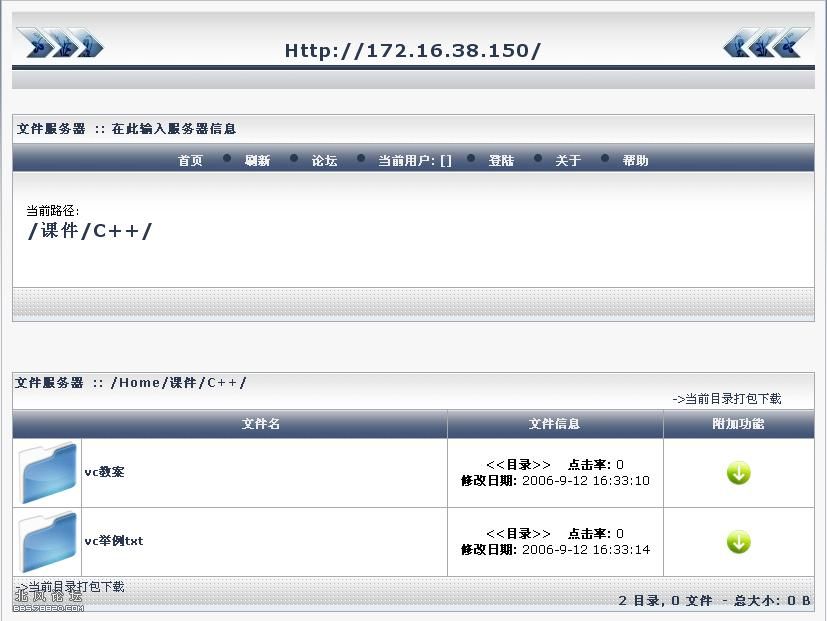 Http://172.16.38.150/
文件服务器 :: 在此输入服务器信息
首页 ● 刷新 ● 论坛 ● 当前用户: [] ● 登陆 ● 关于 ● 帮助
当前路径:
/课件/C++/
文件服务器 :: /Home/课件/C++/
->当前目录打包下载
文件名 文件信息 附加功能
vc教案
<<目录>> 点击率: 0
修改日期: 2006-9-12 16:33:10
vc举例txt
<<目录>> 点击率: 0
修改日期: 2006-9-12 16:33:14
->当前目录打包下载
北风论坛
BBS.78820.COM
2 目录, 0 文件 - 总大小: 0 B